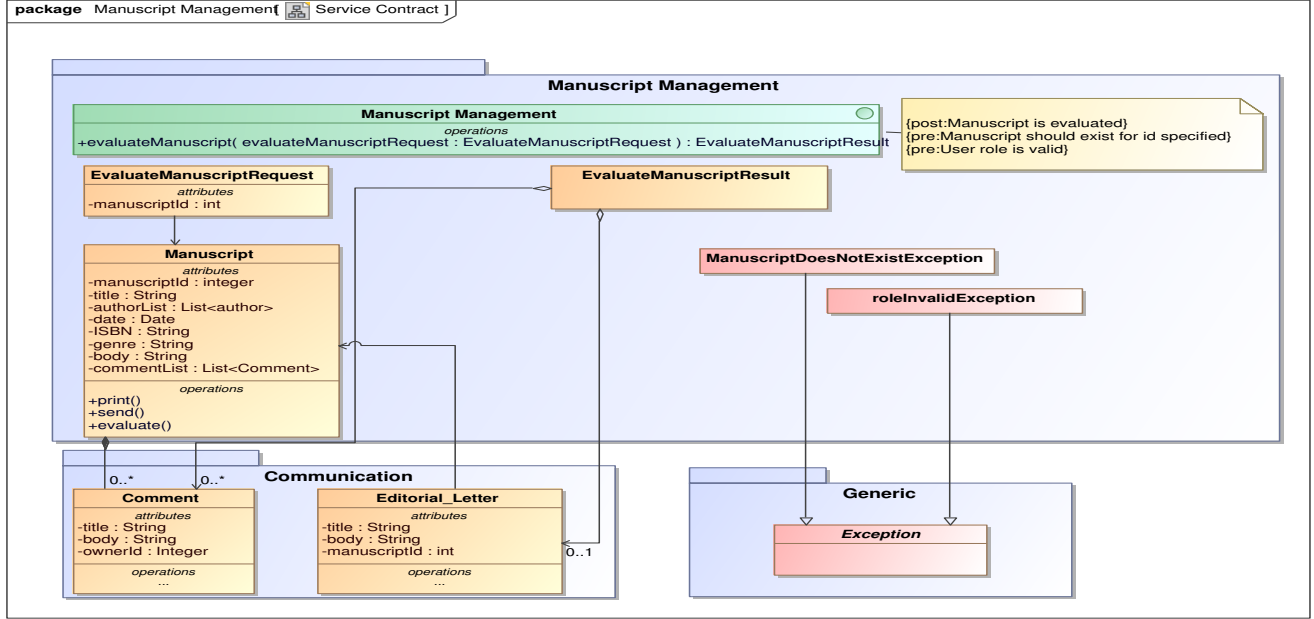 package Manuscript Management[ Service Contract ]
Manuscript Management
Manuscript Management
operations
+evaluateManuscript( evaluateManuscriptRequest : EvaluateManuscriptRequest ) : EvaluateManuscriptResult
{post:Manuscript is evaluated}
{pre:Manuscript should exist for id specified}
{pre:User role is valid}
EvaluateManuscriptRequest
attributes
-manuscriptId : int
EvaluateManuscriptResult
Manuscript
attributes
-manuscriptId : integer
-title : String
-authorList : List<author>
-date : Date
-ISBN : String
-genre : String
-body : String
-commentList : List<Comment>
operations
+print()
+send()
+evaluate()
ManuscriptDoesNotExistException
roleInvalidException
Communication
0..*
0..*
Comment
attributes
-title : String
-body : String
-ownerId : Integer
operations
...
Editorial_Letter
attributes
-title : String
-body : String
-manuscriptId : int
operations
...
0..1
Generic
Exception